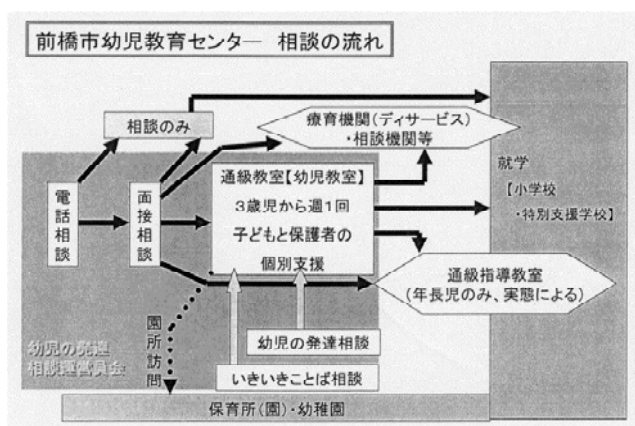 前橋市幼児教育センター　相談の流れ
相談のみ
療育機関(ディサービス)
・相談機関等
電話相談
面接相談
通級教室【幼児教室】
３歳児から週１回
子どもと保護者の
個別支援
就学
【小学校
・特別支援学校】
通級指導教室
(年長児のみ、実態による)
園所訪問
幼児の発達相談
幼児の発達
相談運営員会
いきいきことば相談
保育所(園)・幼稚園